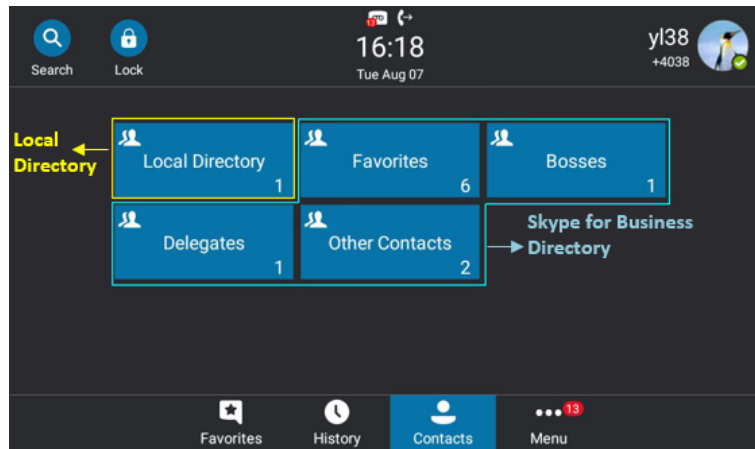 13
16:18
Tue Aug 07
Search
Lock
yl38
+4038
Local
Directory
Local Directory
1
Favorites
6
Bosses
1
Delegates
1
Other Contacts
2
Skype for Business
Directory
Favorites
History
Contacts
13
Menu